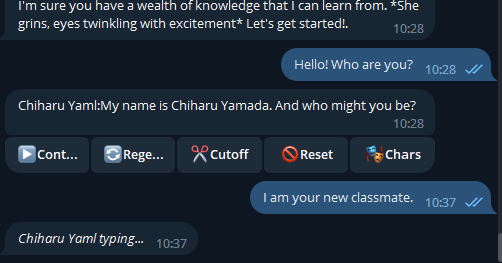 I'm sure you have a wealth of knowledge that I can learn from. *She
grins, eyes twinkling with excitement* Let's get started!.
10:28
Hello! Who are you? 10:28
Chiharu Yaml:My name is Chiharu Yamada. And who might you be?
10:28
Cont... Rege... Cutoff Reset Chars
I am your new classmate. 10:37
Chiharu Yaml typing... 10:37